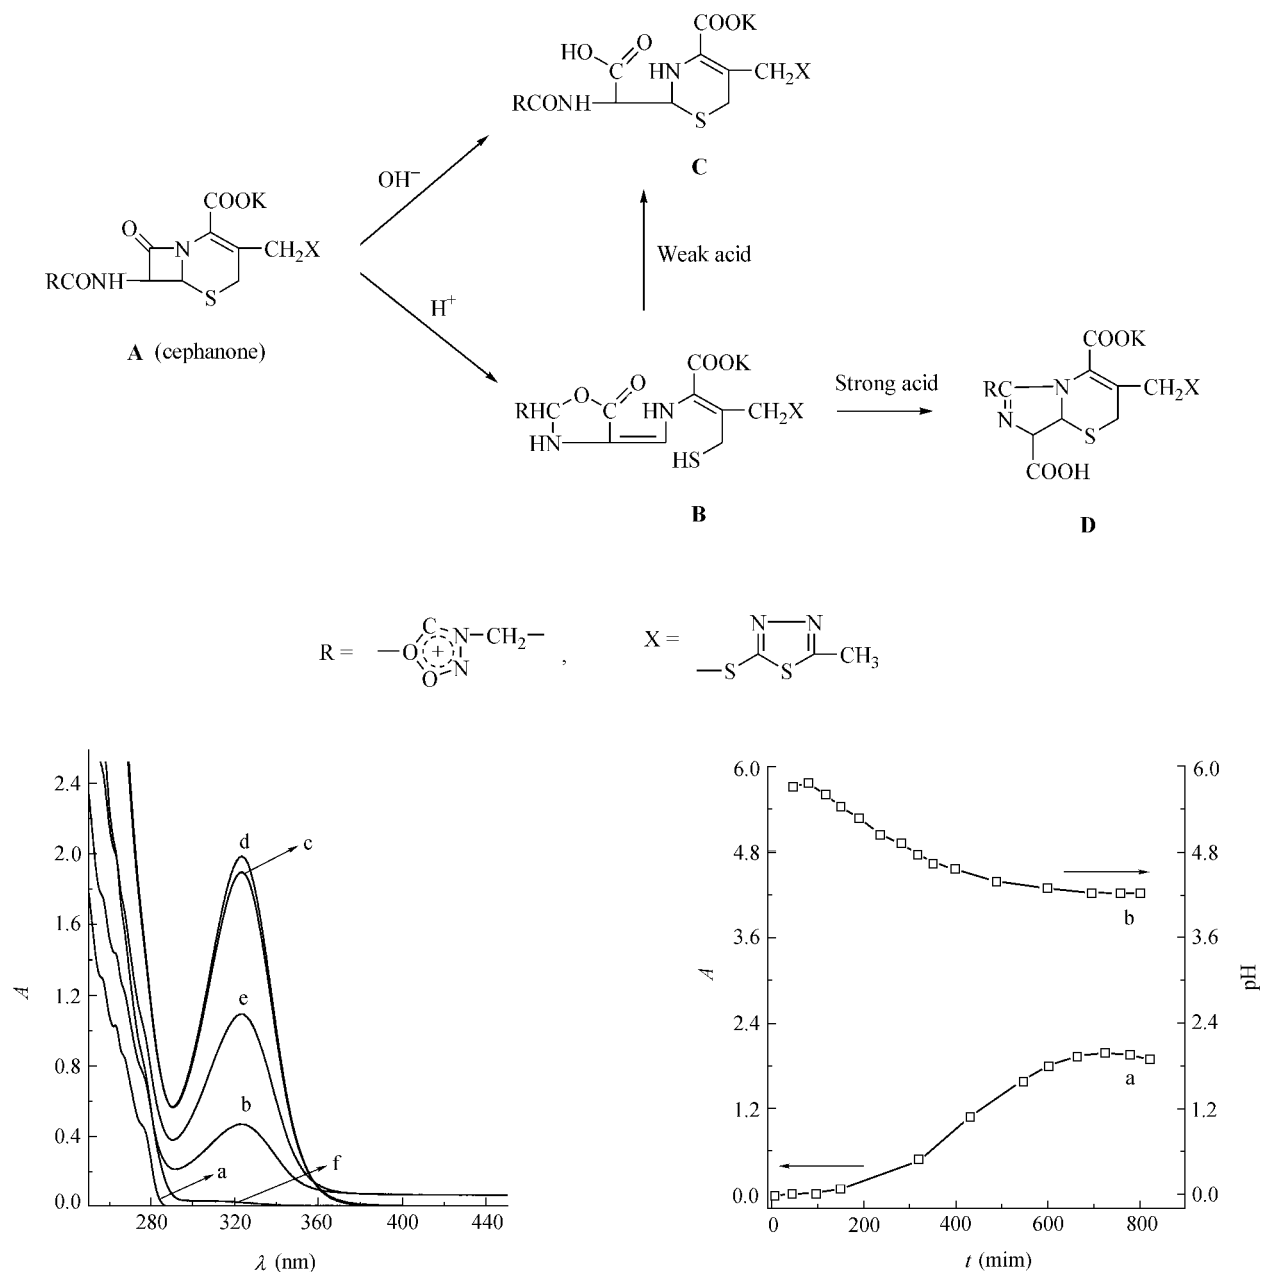 COOK
HO
O
C
HN
CH₂X
RCONH
S
C
OH⁻
COOK
O
N
CH₂X
RCONH
S
A (cephanone)
H⁺
Weak acid
COOK
O
O
C
RHC
HN
CH₂X
HN
HS
B
Strong acid
COOK
RC
N
CH₂X
N
S
COOH
D
R =
C
N
CH₂
O
+
O
N
,
X =
N
N
S
S
CH₃
2.4
2.0
1.6
1.2
0.8
0.4
0.0
A
d
c
e
b
a
f
280
320
360
400
440
λ (nm)
6.0
4.8
3.6
2.4
1.2
0.0
A
b
a
6.0
4.8
3.6
2.4
1.2
0.0
pH
0
200
400
600
800
t (mim)